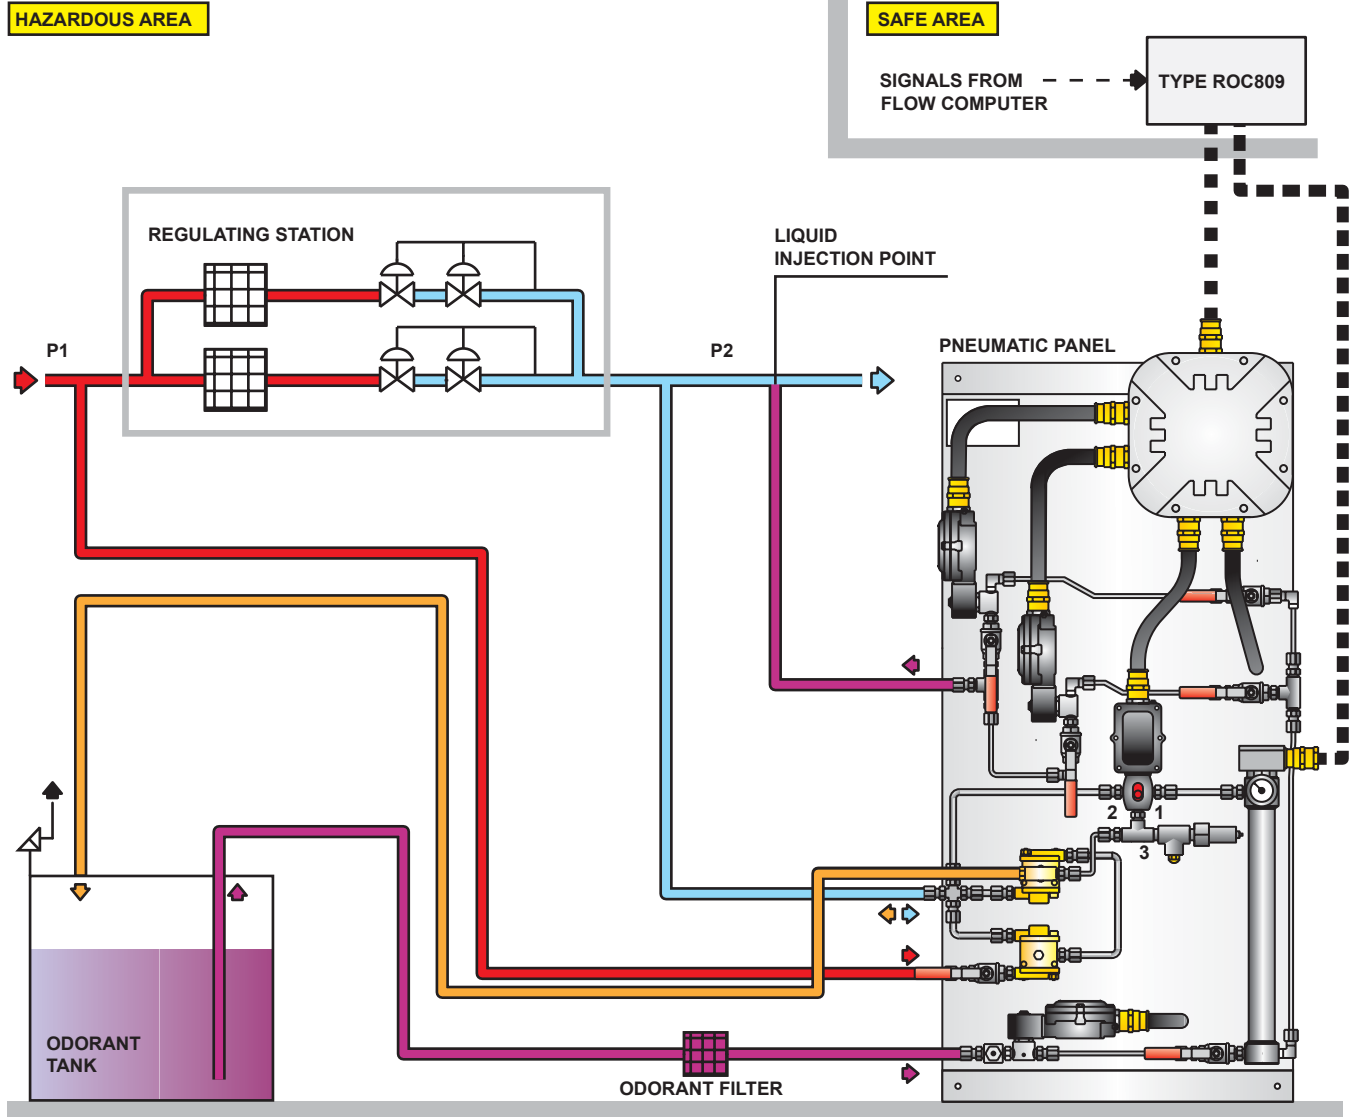 HAZARDOUS AREA
SAFE AREA
SIGNALS FROM
FLOW COMPUTER
TYPE ROC809
REGULATING STATION
LIQUID
INJECTION POINT
P1
P2
PNEUMATIC PANEL
2
1
3
ODORANT
TANK
ODORANT FILTER